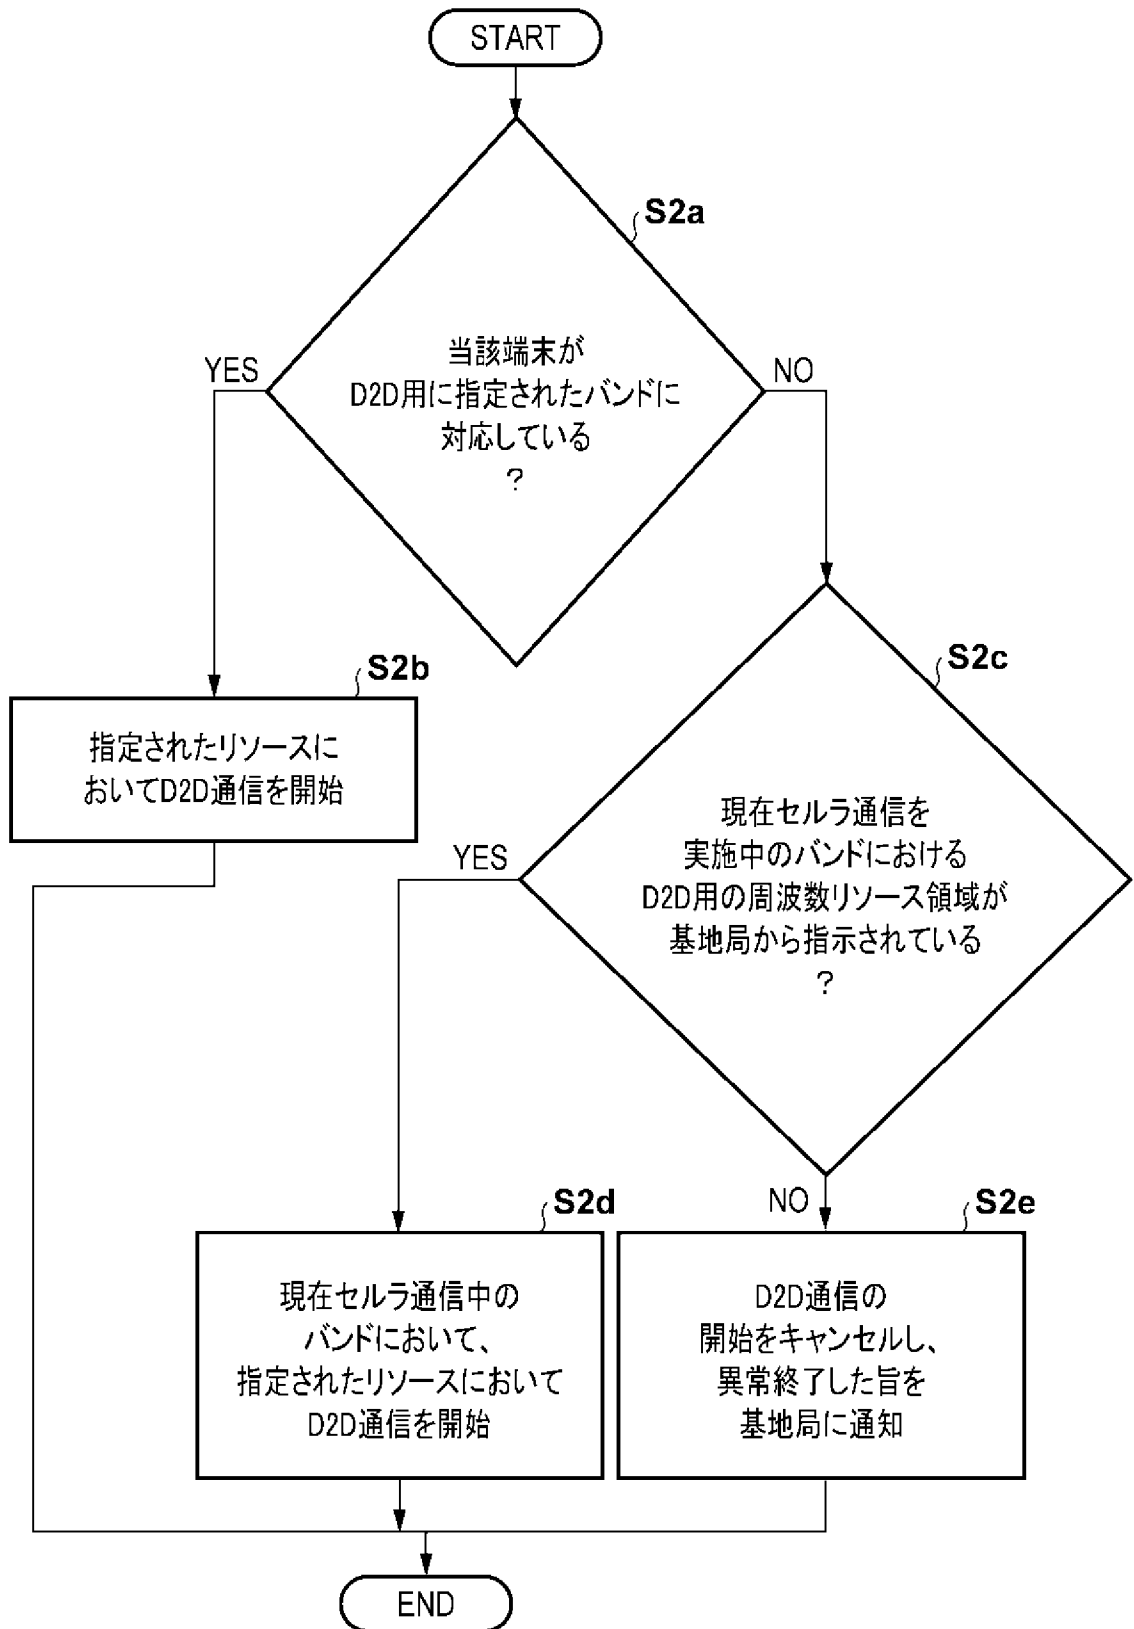 START
S2a
当該端末が
D2D用に指定されたバンドに
対応している
?
YES
NO
S2b
指定されたリソースに
おいてD2D通信を開始
S2c
現在セルラ通信を
実施中のバンドにおける
D2D用の周波数リソース領域が
基地局から指示されている
?
YES
NO
S2d
現在セルラ通信中の
バンドにおいて、
指定されたリソースにおいて
D2D通信を開始
S2e
D2D通信の
開始をキャンセルし、
異常終了した旨を
基地局に通知
END